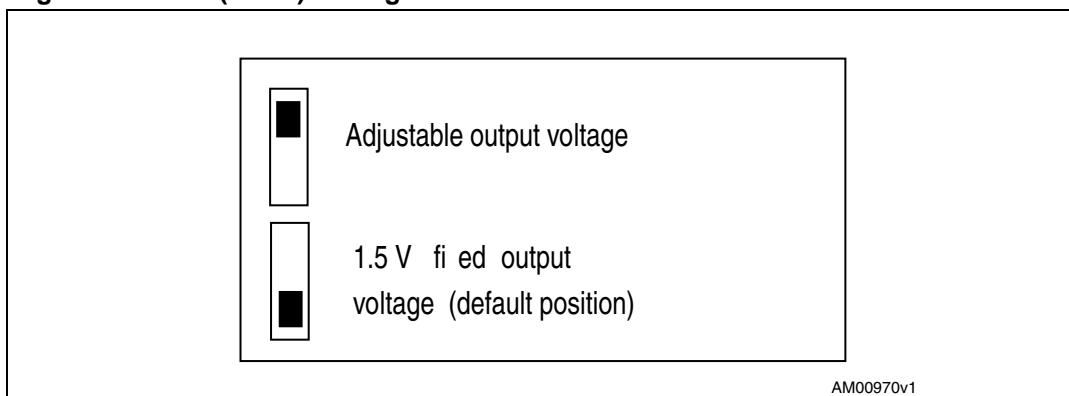 Adjustable output voltage
1.5 V fi ed output
voltage (default position)
AM00970v1